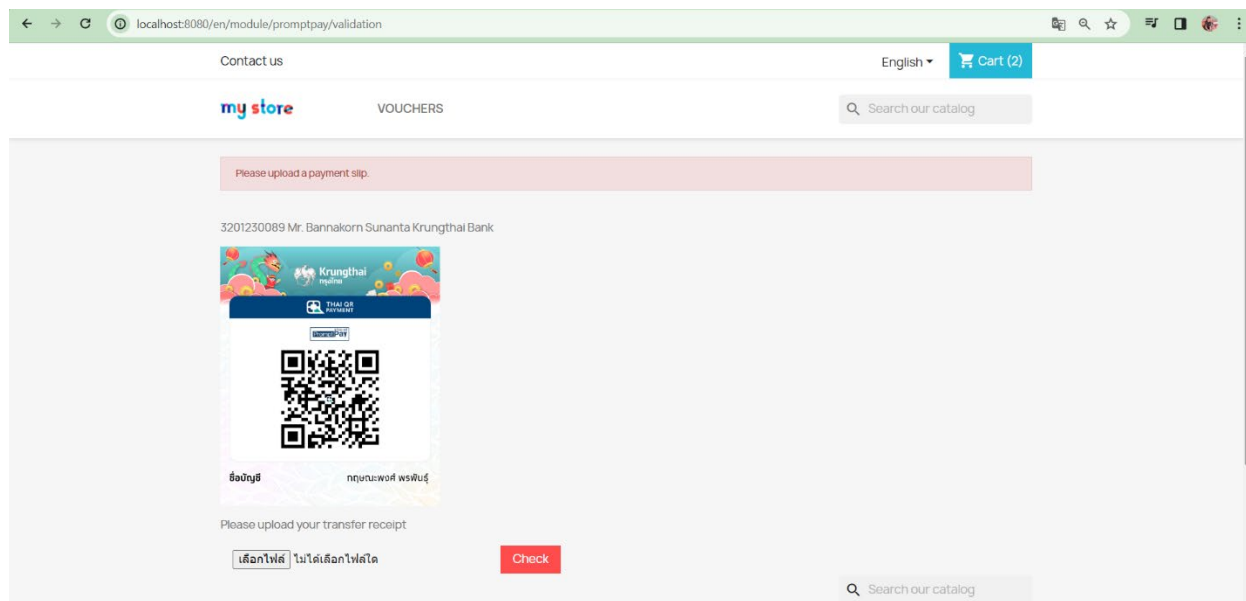 localhost:8080/en/module/promptpay/validation
Contact us
English
Cart (2)
my store
VOUCHERS
Search our catalog
Please upload a payment slip.
3201230089 Mr. Bannakorn Sunanta Krungthai Bank
Krungthai
กรุงไทย
THAI QR
PAYMENT
PromptPay
ชื่อบัญชี
กฤษณะพงศ์ พรพันธุ์
Please upload your transfer receipt
เลือกไฟล์ ไม่ได้เลือกไฟล์ใด
Check
Search our catalog